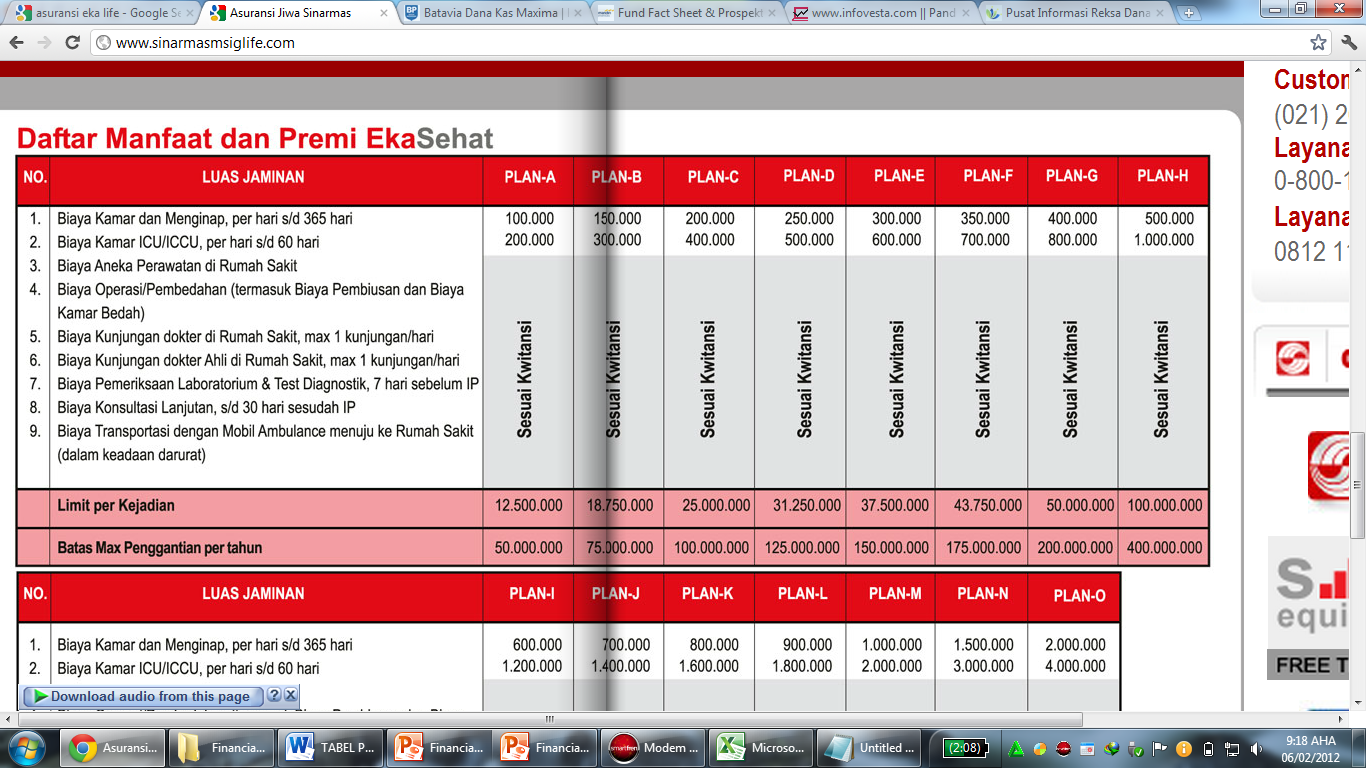 asuransi eka life - Google Se
Asuransi Jiwa Sinarmas
Batavia Dana Kas Maxima |
Fund Fact Sheet & Prospekt
www.infovesta.com || Pand
Pusat Informasi Reksa Dana
www.sinarmasmsiglife.com
Daftar Manfaat dan Premi EkaSehat
NO. LUAS JAMINAN PLAN-A PLAN-B PLAN-C PLAN-D PLAN-E PLAN-F PLAN-G PLAN-H
1. Biaya Kamar dan Menginap, per hari s/d 365 hari 100.000 150.000 200.000 250.000 300.000 350.000 400.000 500.000
2. Biaya Kamar ICU/ICCU, per hari s/d 60 hari 200.000 300.000 400.000 500.000 600.000 700.000 800.000 1.000.000
3. Biaya Aneka Perawatan di Rumah Sakit
4. Biaya Operasi/Pembedahan (termasuk Biaya Pembiusan dan Biaya
Kamar Bedah)
5. Biaya Kunjungan dokter di Rumah Sakit, max 1 kunjungan/hari
6. Biaya Kunjungan dokter Ahli di Rumah Sakit, max 1 kunjungan/hari
7. Biaya Pemeriksaan Laboratorium & Test Diagnostik, 7 hari sebelum IP
8. Biaya Konsultasi Lanjutan, s/d 30 hari sesudah IP
9. Biaya Transportasi dengan Mobil Ambulance menuju ke Rumah Sakit
(dalam keadaan darurat)
Sesuai Kwitansi Sesuai Kwitansi Sesuai Kwitansi Sesuai Kwitansi Sesuai Kwitansi Sesuai Kwitansi Sesuai Kwitansi Sesuai Kwitansi
Limit per Kejadian 12.500.000 18.750.000 25.000.000 31.250.000 37.500.000 43.750.000 50.000.000 100.000.000
Batas Max Penggantian per tahun 50.000.000 75.000.000 100.000.000 125.000.000 150.000.000 175.000.000 200.000.000 400.000.000
NO. LUAS JAMINAN PLAN-I PLAN-J PLAN-K PLAN-L PLAN-M PLAN-N PLAN-O
1. Biaya Kamar dan Menginap, per hari s/d 365 hari 600.000 700.000 800.000 900.000 1.000.000 1.500.000 2.000.000
2. Biaya Kamar ICU/ICCU, per hari s/d 60 hari 1.200.000 1.400.000 1.600.000 1.800.000 2.000.000 3.000.000 4.000.000
Custon
(021) 2
Layana
0-800-1
Layana
0812 11
S.
equi
FREE T
Download audio from this page ? X
Asuransi...
Financia...
TABEL P...
Financia...
Financia...
smartfren
Modem ...
Microso...
Untitled ...
(2:08)
9:18 AHA
06/02/2012